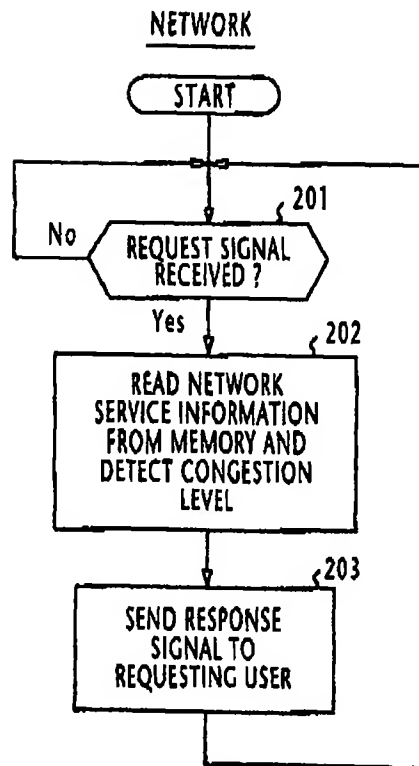 NETWORK
START
201
No
REQUEST SIGNAL
RECEIVED ?
Yes
202
READ NETWORK
SERVICE INFORMATION
FROM MEMORY AND
DETECT CONGESTION
LEVEL
203
SEND RESPONSE
SIGNAL TO
REQUESTING USER